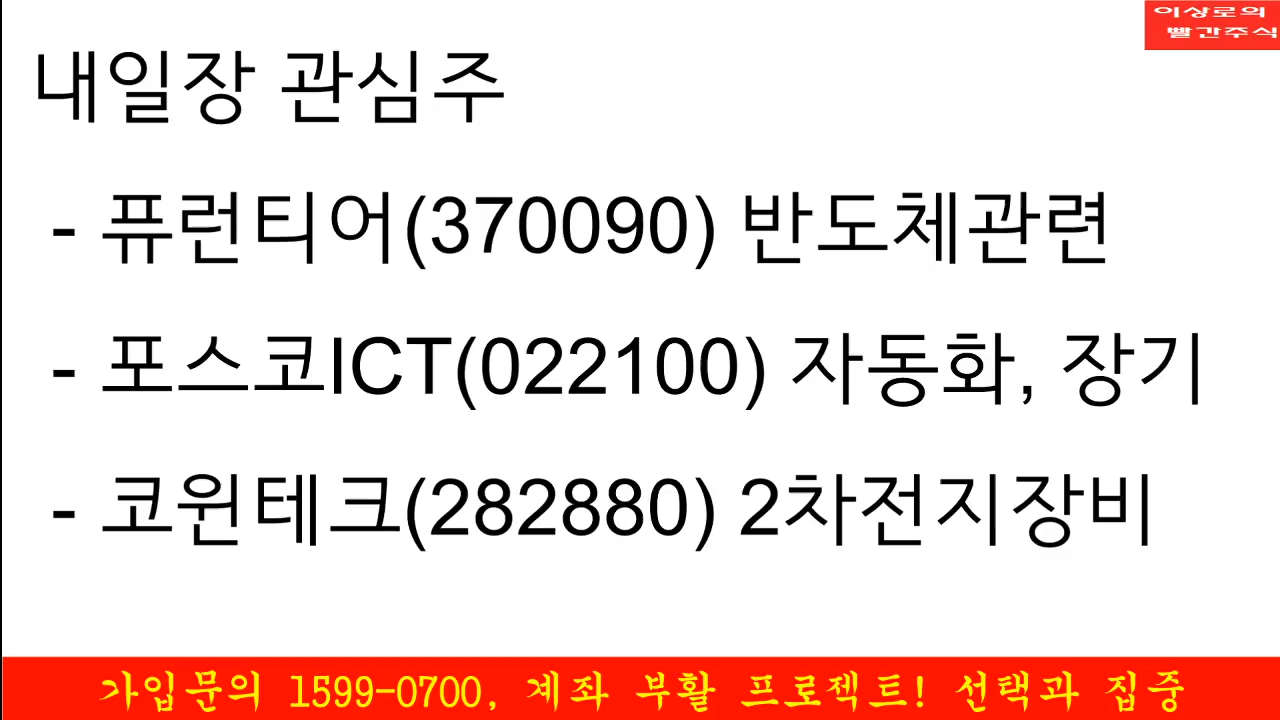 이상로의
빨간주식
내일장 관심주
- 퓨런티어(370090) 반도체관련
- 포스코ICT(022100) 자동화, 장기
- 코윈테크(282880) 2차전지장비
가입문의 1599-0700, 계좌 부활 프로젝트! 선택과 집중